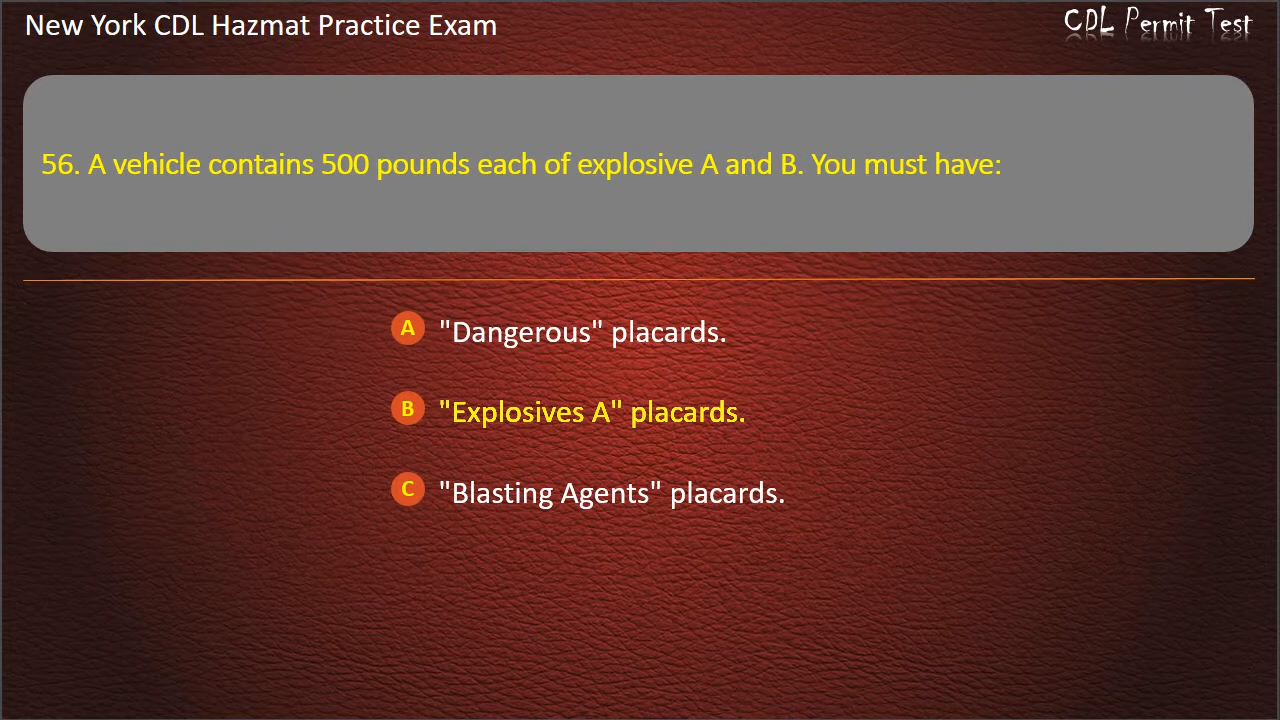 New York CDL Hazmat Practice Exam
CDL Permit Test
56. A vehicle contains 500 pounds each of explosive A and B. You must have:
A "Dangerous" placards.
B "Explosives A" placards.
C "Blasting Agents" placards.